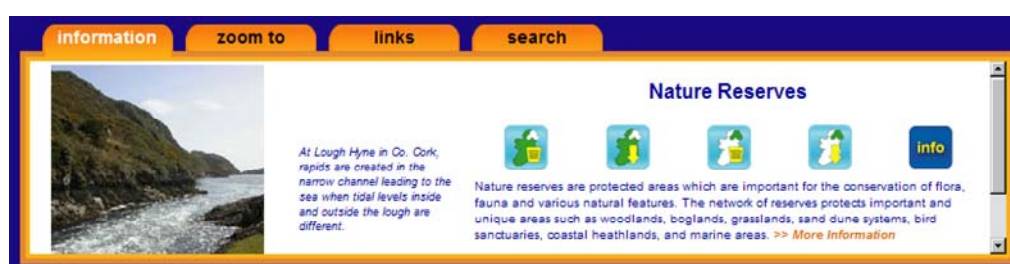 information zoom to links search
Nature Reserves
info
At Lough Hyne in Co. Cork,
rapids are created in the
narrow channel leading to the
sea when tidal levels inside
and outside the lough are
different.
Nature reserves are protected areas which are important for the conservation of flora,
fauna and various natural features. The network of reserves protects important and
unique areas such as woodlands, boglands, grasslands, sand dune systems, bird
sanctuaries, coastal heathlands, and marine areas. >> More Information